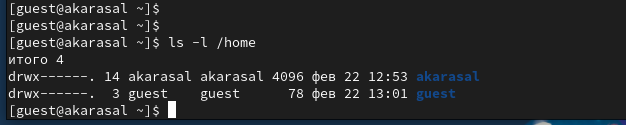 [guest@akarasal ~]$
[guest@akarasal ~]$
[guest@akarasal ~]$ ls -l /home
итого 4
drwx------. 14 akarasal akarasal 4096 фев 22 12:53 akarasal
drwx------.  3 guest    guest      78 фев 22 13:01 guest
[guest@akarasal ~]$